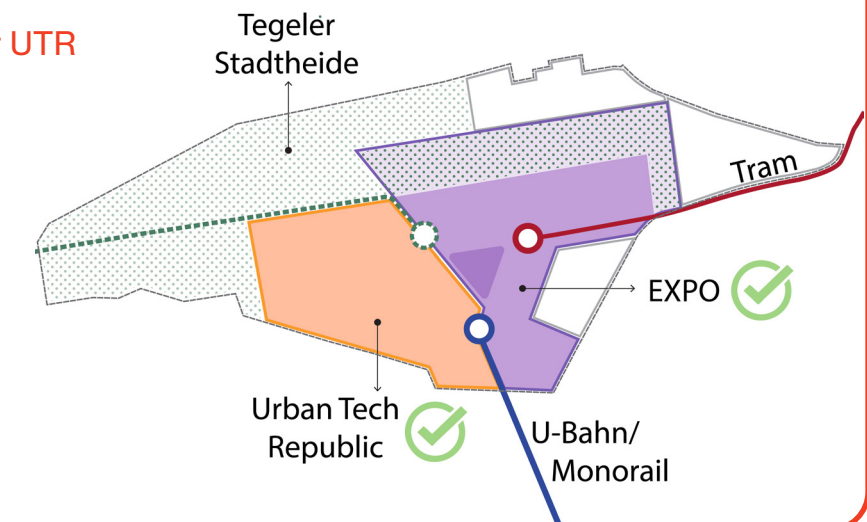 UTR
Tegeler
Stadtheide
Tram
EXPO
Urban Tech
Republic
U-Bahn/
Monorail